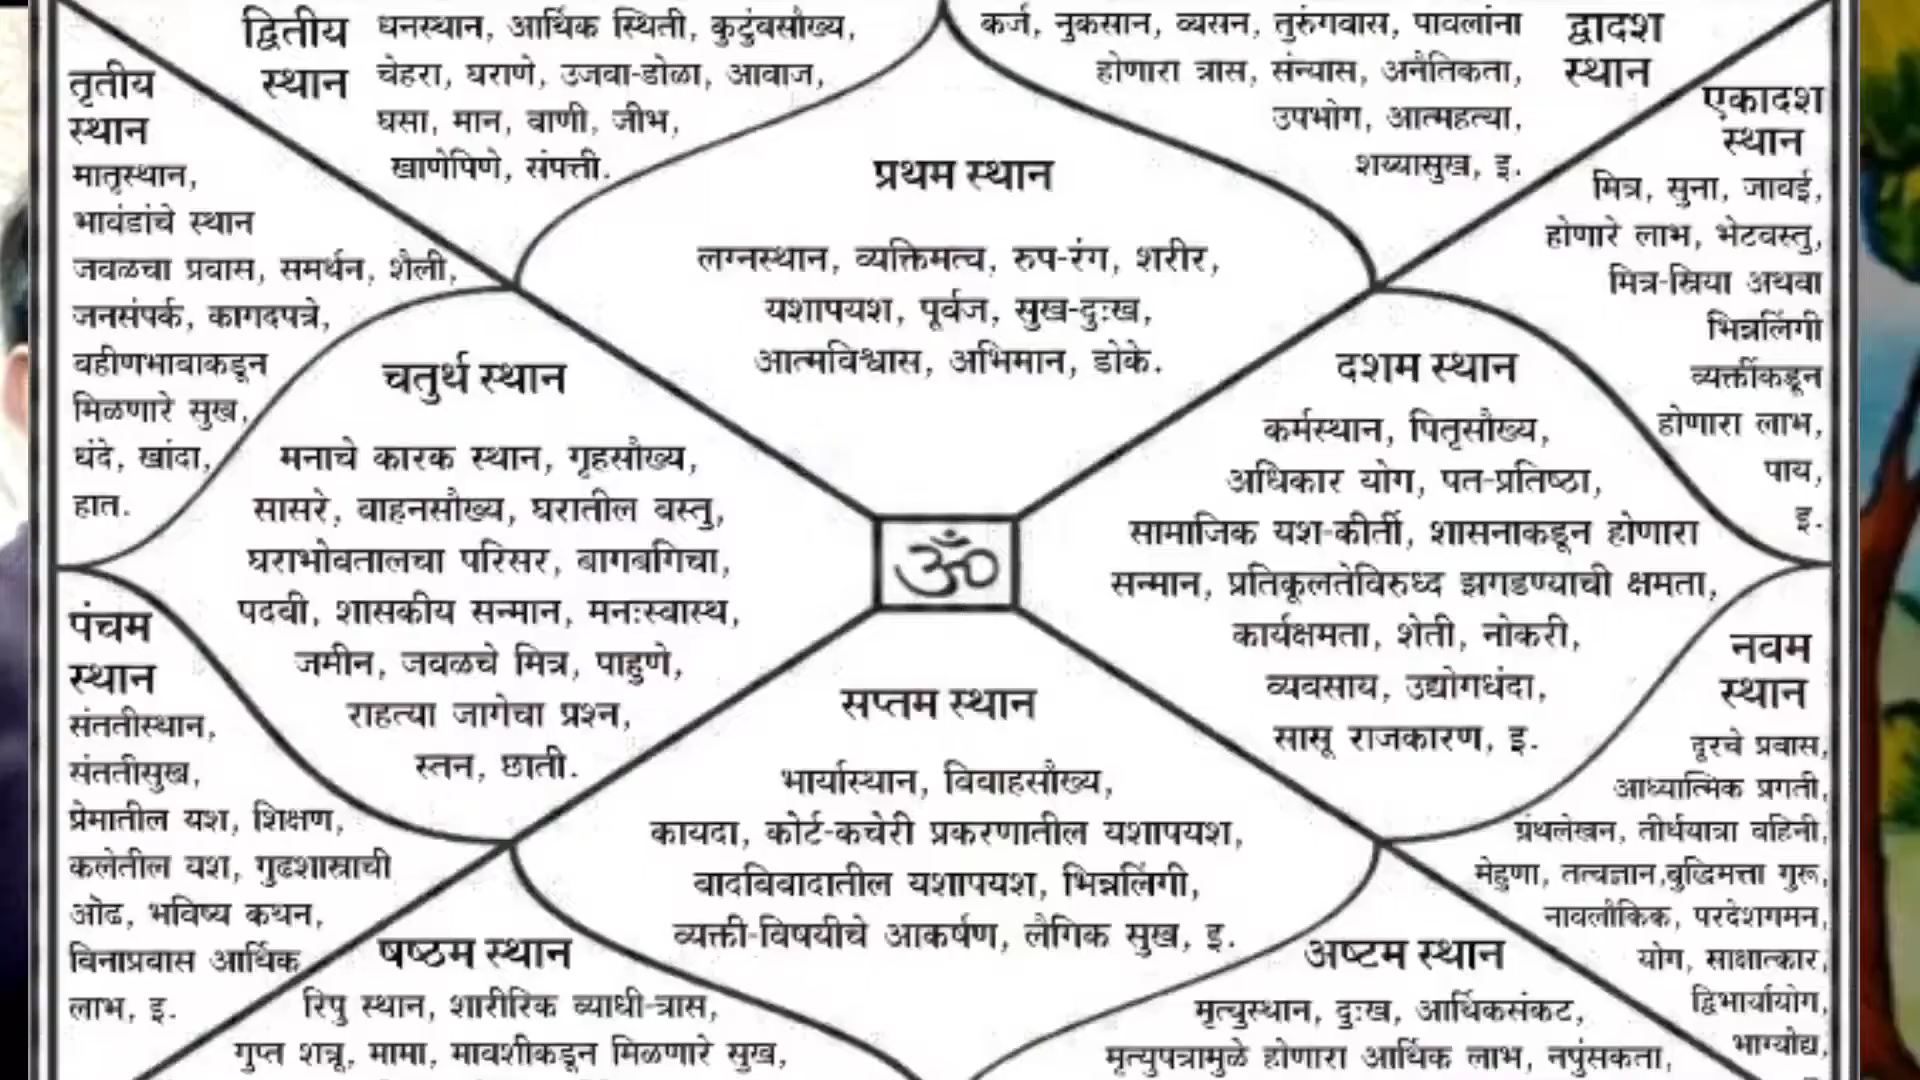 द्वितीय
स्थान
धनस्थान, आर्थिक स्थिती, कुटुंबसौख्य,
चेहरा, घराणे, उजवा-डोळा, आवाज,
घसा, मान, वाणी, जीभ,
खाणेपिणे, संपत्ती.
कर्ज, नुकसान, व्यसन, तुरुंगवास, पावलांना
होणारा त्रास, संन्यास, अनैतिकता,
उपभोग, आत्महत्या,
शय्यासुख, इ.
द्वादश
स्थान
तृतीय
स्थान
मातृस्थान,
भावंडांचे स्थान
जवळचा प्रवास, समर्थन, शैली,
जनसंपर्क, कागदपत्रे,
वहीणभावाकडून
मिळणारे सुख,
धंदे, खांदा,
हात.
प्रथम स्थान
लग्नस्थान, व्यक्तिमत्व, रुप-रंग, शरीर,
यशापयश, पूर्वज, सुख-दुःख,
आत्मविश्वास, अभिमान, डोके.
एकादश
स्थान
मित्र, सुना, जावई,
होणारे लाभ, भेटवस्तु,
मित्र-स्त्रिया अथवा
भिन्नलिंगी
व्यक्तींकडून
होणारा लाभ,
पाय,
इ.
चतुर्थ स्थान
मनाचे कारक स्थान, गृहसौख्य,
सासरे, वाहनसौख्य, घरातील वस्तु,
घराभोवतालचा परिसर, बागबगिचा,
पदवी, शासकीय सन्मान, मनःस्वास्थ,
जमीन, जवळचे मित्र, पाहुणे,
राहत्या जागेचा प्रश्न,
स्तन, छाती.
ॐ
दशम स्थान
कर्मस्थान, पितृसौख्य,
अधिकार योग, पत-प्रतिष्ठा,
सामाजिक यश-कीर्ती, शासनाकडून होणारा
सन्मान, प्रतिकूलतेविरुध्द झगडण्याची क्षमता,
कार्यक्षमता, शेती, नोकरी,
व्यवसाय, उद्योगधंदा,
सासू राजकारण, इ.
पंचम
स्थान
संततीस्थान,
संततीसुख,
प्रेमातील यश, शिक्षण,
कलेतील यश, गुढशास्त्राची
ओढ, भविष्य कथन,
विनाप्रवास आर्थिक
लाभ, इ.
सप्तम स्थान
भार्यास्थान, विवाहसौख्य,
कायदा, कोर्ट-कचेरी प्रकरणातील यशापयश,
वादविवादातील यशापयश, भिन्नलिंगी,
व्यक्ती-विषयीचे आकर्षण, लैगिक सुख, इ.
नवम
स्थान
दूरचे प्रवास,
आध्यात्मिक प्रगती,
ग्रंथलेखन, तीर्थयात्रा वहिनी,
मेहुणा, तत्वज्ञान,बुद्धिमत्ता गुरू,
नावलौकिक, परदेशगमन,
योग, साक्षात्कार,
द्विभार्यायोग,
भाग्योद्य,
षष्ठम स्थान
रिपु स्थान, शारीरिक व्याधी-त्रास,
गुप्त शत्रू, मामा, मावशीकडून मिळणारे सुख,
अष्टम स्थान
मृत्युस्थान, दुःख, आर्थिकसंकट,
मृत्युपत्रामुळे होणारा आर्थिक लाभ, नपुंसकता,